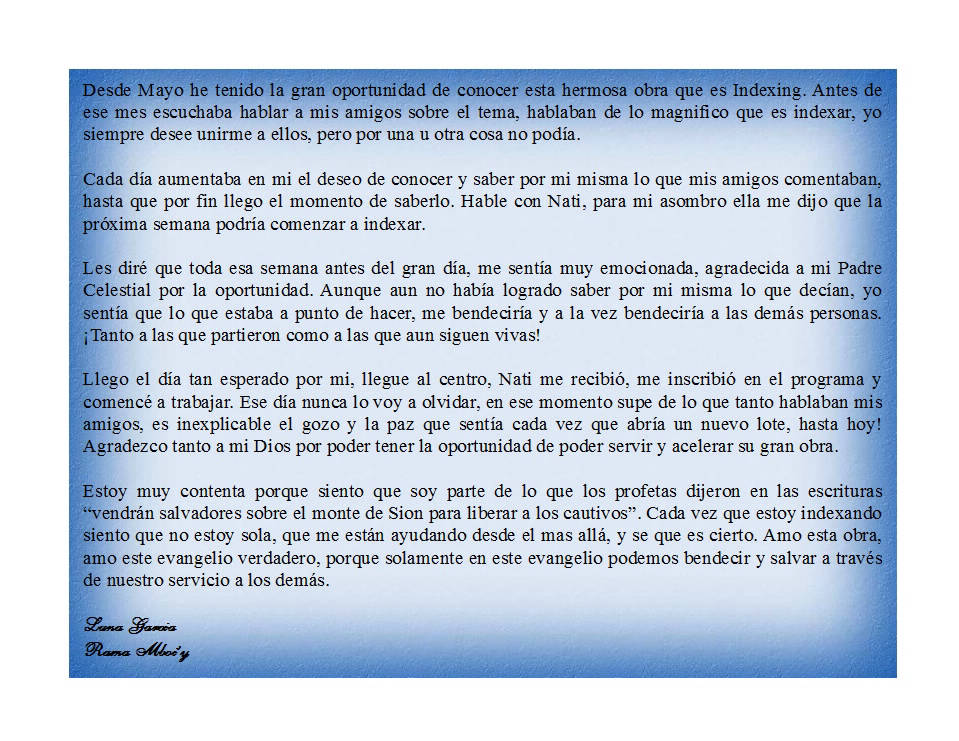 Desde Mayo he tenido la gran oportunidad de conocer esta hermosa obra que es Indexing. Antes de
ese mes escuchaba hablar a mis amigos sobre el tema, hablaban de lo magnifico que es indexar, yo
siempre desee unirme a ellos, pero por una u otra cosa no podía.
Cada día aumentaba en mi el deseo de conocer y saber por mi misma lo que mis amigos comentaban,
hasta que por fin llego el momento de saberlo. Hable con Nati, para mi asombro ella me dijo que la
próxima semana podría comenzar a indexar.
Les diré que toda esa semana antes del gran día, me sentía muy emocionada, agradecida a mi Padre
Celestial por la oportunidad. Aunque aun no había logrado saber por mi misma lo que decían, yo
sentía que lo que estaba a punto de hacer, me bendeciría y a la vez bendeciría a las demás personas.
¡Tanto a las que partieron como a las que aun siguen vivas!
Llego el día tan esperado por mi, llegue al centro, Nati me recibió, me inscribió en el programa y
comencé a trabajar. Ese día nunca lo voy a olvidar, en ese momento supe de lo que tanto hablaban mis
amigos, es inexplicable el gozo y la paz que sentía cada vez que abría un nuevo lote, hasta hoy!
Agradezco tanto a mi Dios por poder tener la oportunidad de poder servir y acelerar su gran obra.
Estoy muy contenta porque siento que soy parte de lo que los profetas dijeron en las escrituras
“vendrán salvadores sobre el monte de Sion para liberar a los cautivos”. Cada vez que estoy indexando
siento que no estoy sola, que me están ayudando desde el mas allá, y se que es cierto. Amo esta obra,
amo este evangelio verdadero, porque solamente en este evangelio podemos bendecir y salvar a través
de nuestro servicio a los demás.
Luna Garcia
Rama Mboi'y